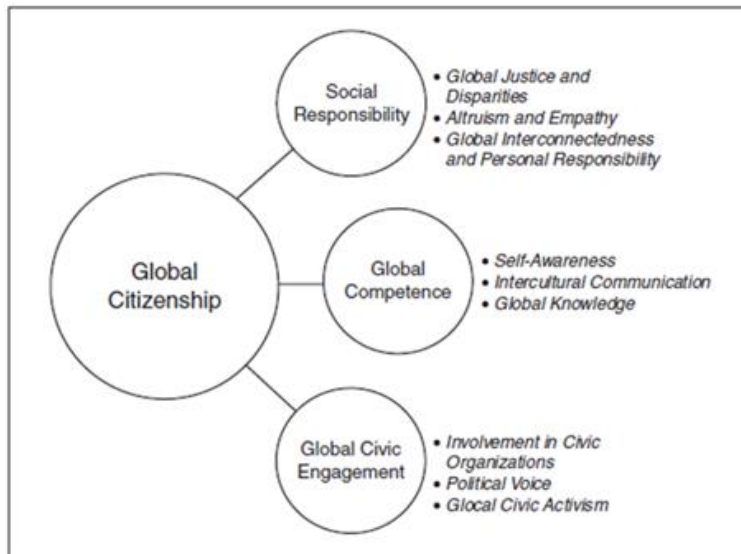 Social
Responsibility
• Global Justice and
Disparities
• Altruism and Empathy
• Global Interconnectedness
and Personal Responsibility
Global
Citizenship
Global
Competence
• Self-Awareness
• Intercultural Communication
• Global Knowledge
Global Civic
Engagement
• Involvement in Civic
Organizations
• Political Voice
• Glocal Civic Activism